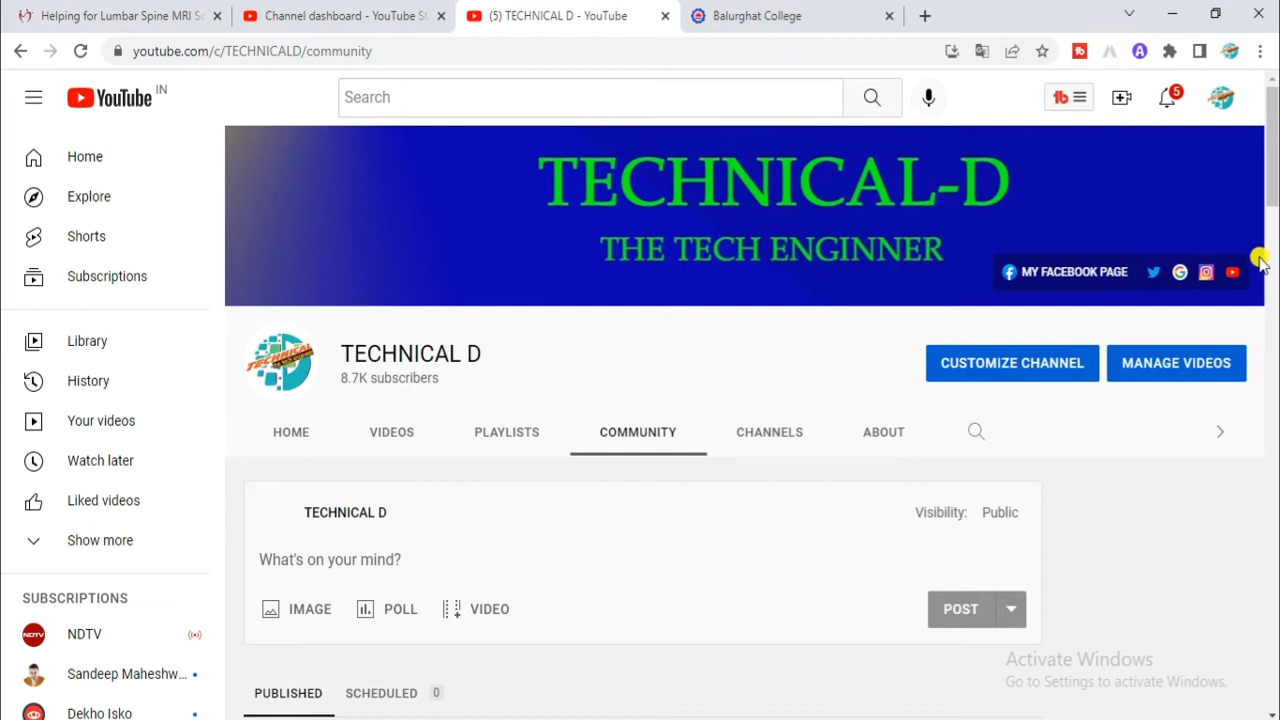 Helping for Lumbar Spine MRI Sc
Channel dashboard - YouTube St
(5) TECHNICAL D - YouTube
Balurghat College
youtube.com/c/TECHNICALD/community
YouTube IN
Search
5
Home
Explore
Shorts
Subscriptions
Library
History
Your videos
Watch later
Liked videos
Show more
SUBSCRIPTIONS
NDTV
Sandeep Maheshw...
Dekho Isko
TECHNICAL-D
THE TECH ENGINNER
MY FACEBOOK PAGE
TECHNICAL D
8.7K subscribers
CUSTOMIZE CHANNEL
MANAGE VIDEOS
HOME VIDEOS PLAYLISTS COMMUNITY CHANNELS ABOUT
TECHNICAL D
Visibility: Public
What's on your mind?
IMAGE POLL VIDEO
POST
PUBLISHED SCHEDULED 0
Activate Windows
Go to Settings to activate Windows.